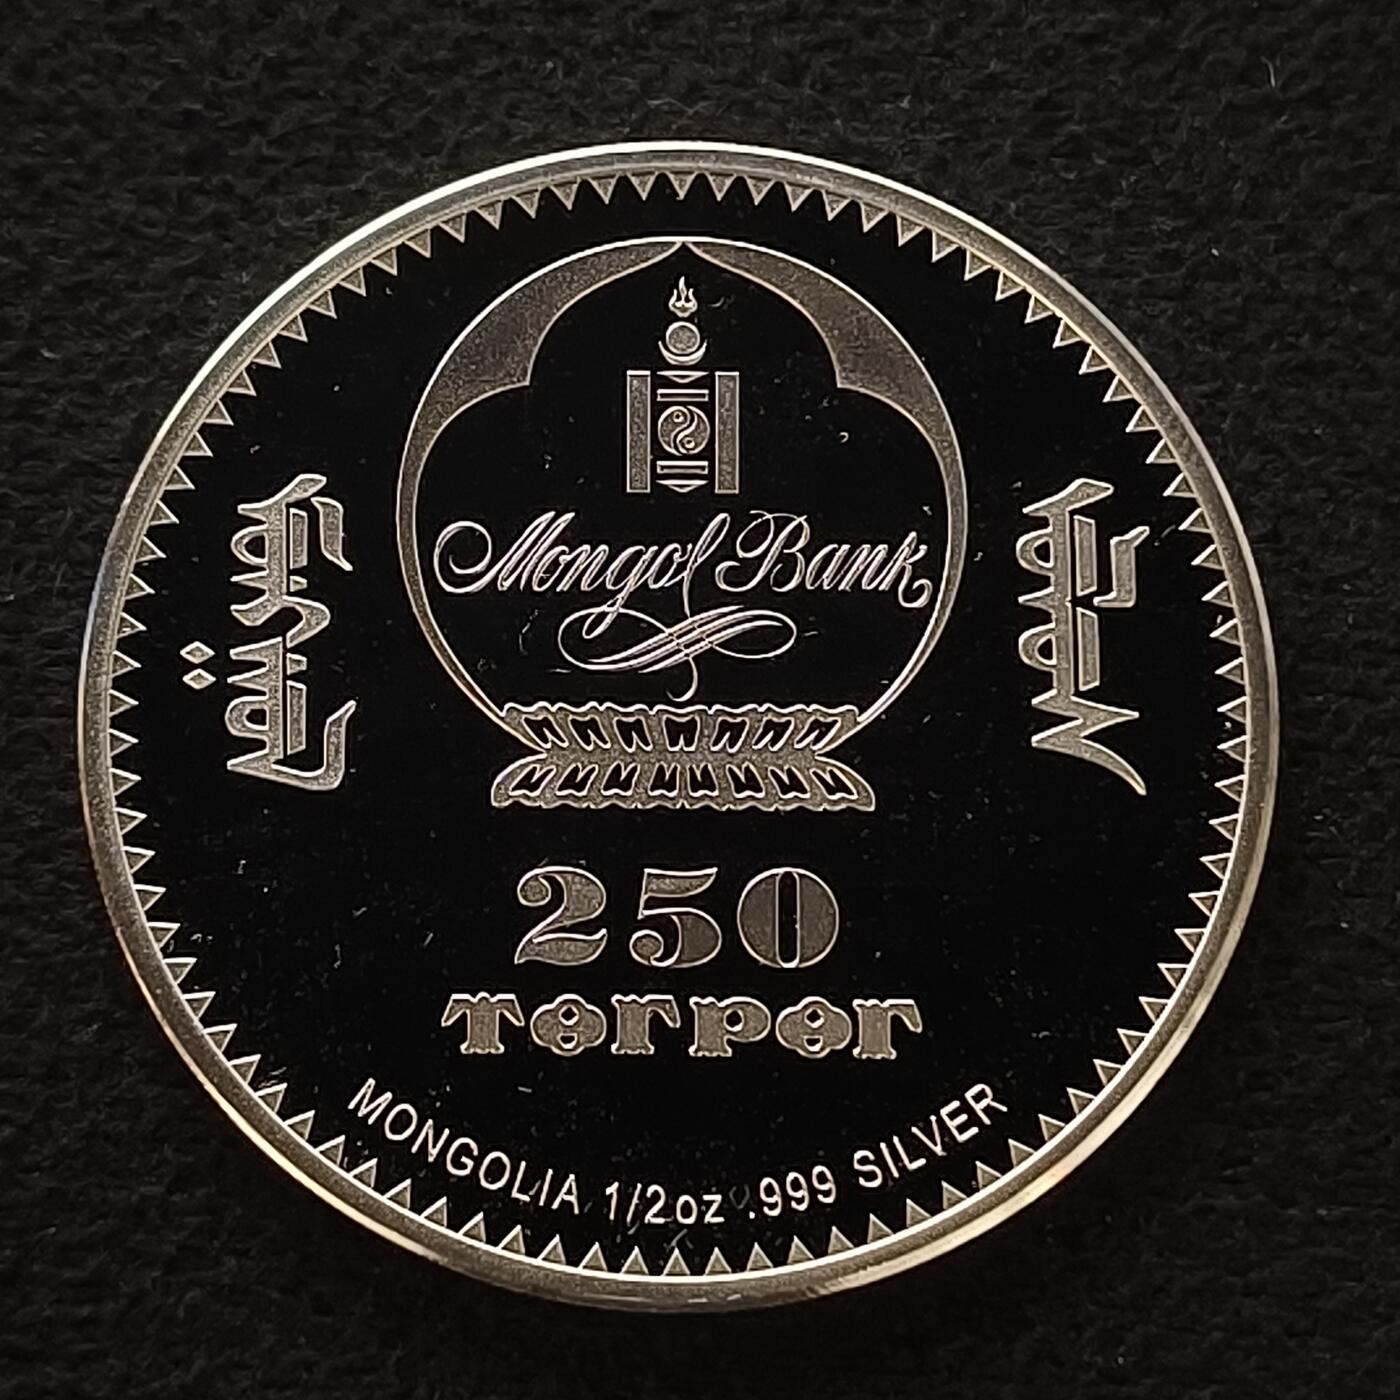 Mongol Bank
250
төгрөг
MONGOLIA 1/2oz .999 SILVER